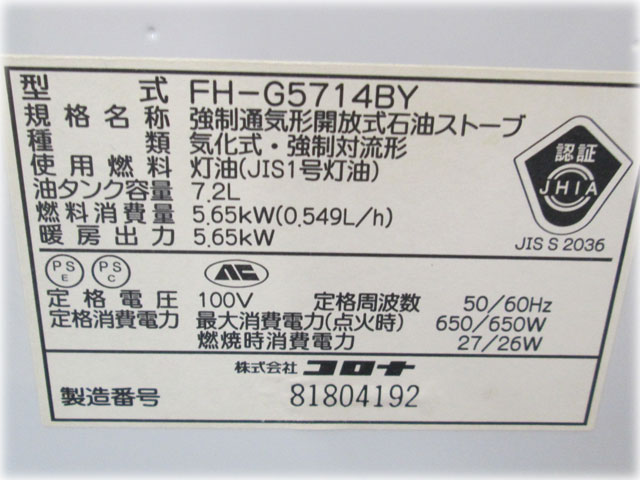 型式 FH-G5714BY
規格名称 強制通気形開放式石油ストーブ
種類 気化式・強制対流形
使用燃料 灯油(JIS1号灯油)
油タンク容量 7.2L
燃料消費量 5.65kW(0.549L/h)
暖房出力 5.65kW
認証
JHIA
JIS S 2036
PS E PS C
定格電圧 100V 定格周波数 50/60Hz
定格消費電力 最大消費電力(点火時) 650/650W
燃焼時消費電力 27/26W
株式会社コロナ
製造番号 81804192